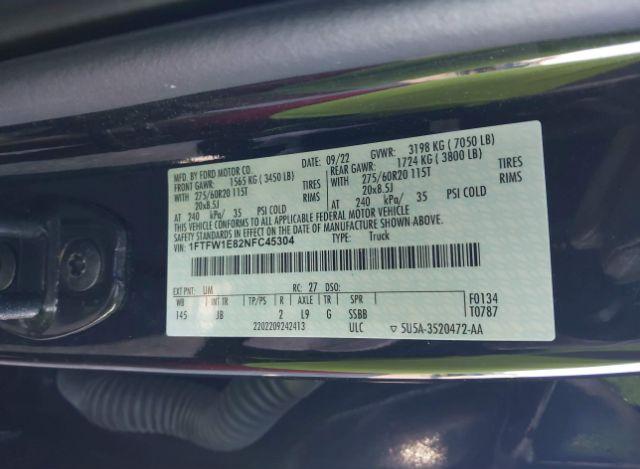 MFD. BY FORD MOTOR CO. 09/22 GVWR: 3198 KG ( 7050 LB)
FRONT GAWR: 1565 KG ( 3450 LB) REAR GAWR: 1724 KG ( 3800 LB)
WITH 275/60R20 115T TIRES WITH 275/60R20 115T TIRES
20x8.5J RIMS 20x8.5J RIMS
AT 240 kPa/ 35 PSI COLD AT 240 kPa/ 35 PSI COLD
THIS VEHICLE CONFORMS TO ALL APPLICABLE FEDERAL MOTOR VEHICLE
SAFETY STANDARDS IN EFFECT ON THE DATE OF MANUFACTURE SHOWN ABOVE.
VIN: 1FTFW1E82NFC45304 TYPE: Truck
EXT PNT: UM RC: 27 DSO:
WB INT TR TP/PS R AXLE TR SPR F0134
145 JB 2 L9 G SSBB T0787
2202209242413 ULC 5U5A-3520472-AA